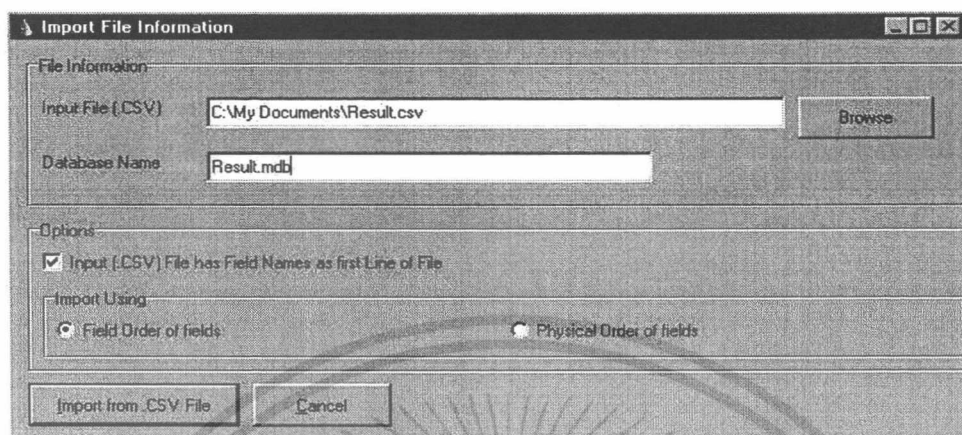 Import File Information
File Information
Input File (.CSV)
C:\My Documents\Result.csv
Browse
Database Name
Result.mdb
Options
Input (.CSV) File has Field Names as first Line of File
Import Using
Field Order of fields
Physical Order of fields
Import from .CSV File
Cancel